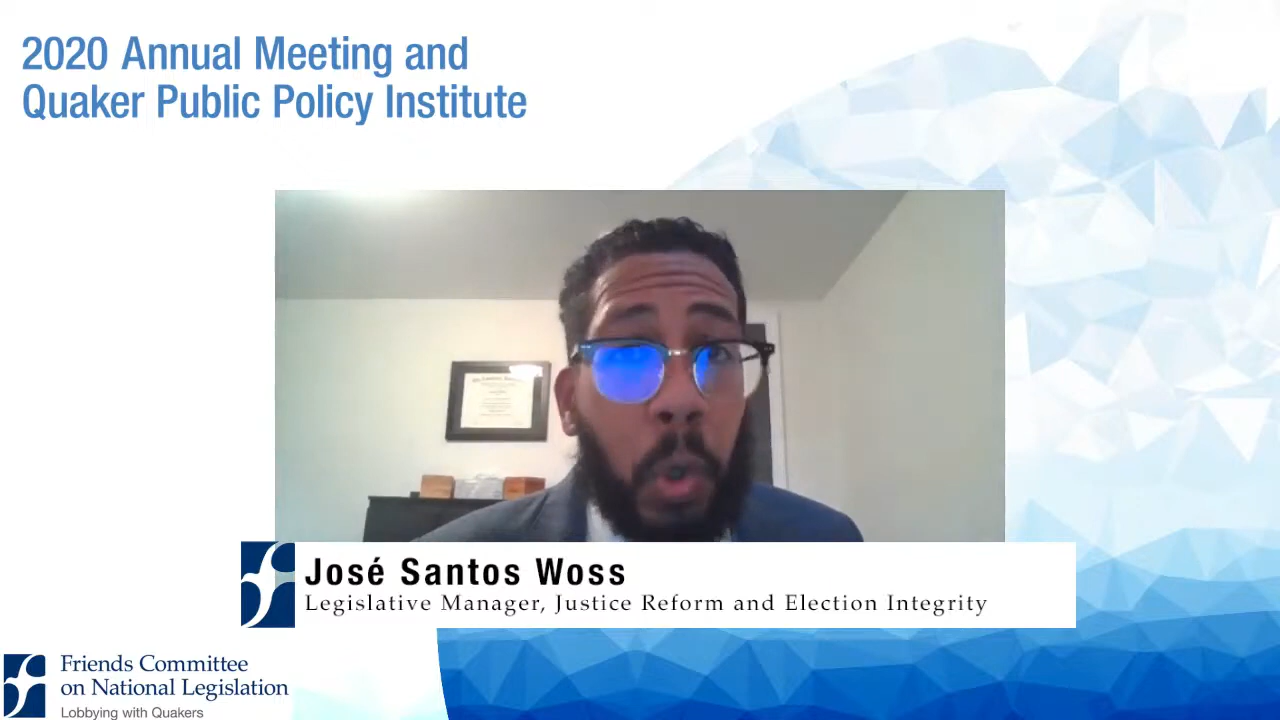 2020 Annual Meeting and
Quaker Public Policy Institute
José Santos Woss
Legislative Manager, Justice Reform and Election Integrity
Friends Committee
on National Legislation
Lobbying with Quakers